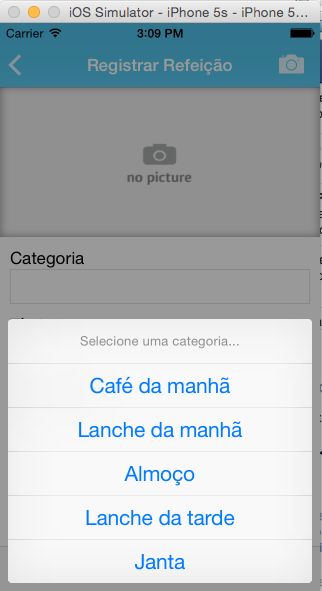 iOS Simulator - iPhone 5s - iPhone 5...
Carrier 3:09 PM
Registrar Refeição
no picture
Categoria
Selecione uma categoria...
Café da manhã
Lanche da manhã
Almoço
Lanche da tarde
Janta